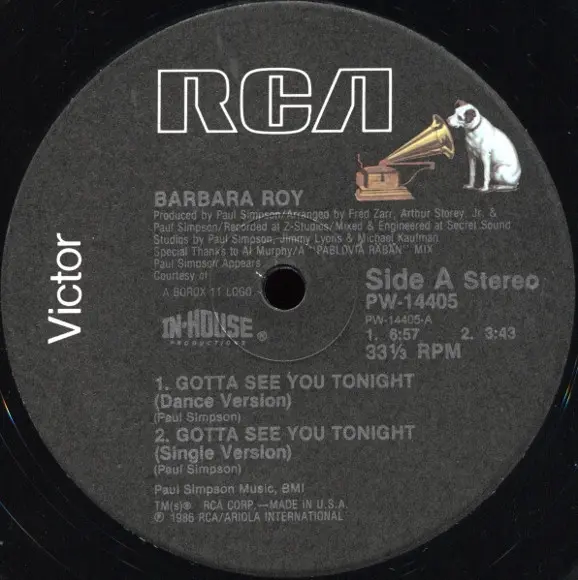 RCA
Victor
BARBARA ROY
Produced by Paul Simpson/Arranged by Fred Zarr, Arthur Storey, Jr. &
Paul Simpson/Recorded at Z-Studios/Mixed & Engineered at Secret Sound
Studios by Paul Simpson, Jimmy Lyons & Michael Kaufman
Special Thanks to Al Murphy/A "PABLOVIA RABAN" MIX
Paul Simpson Appears
Courtesy of
A BOROX 11 LOGO
Side A Stereo
PW-14405
PW-14405-A
1. 6:57 2. 3:43
33⅓ RPM
IN-HOUSE ®
PRODUCTIONS
1. GOTTA SEE YOU TONIGHT
(Dance Version)
(Paul Simpson)
2. GOTTA SEE YOU TONIGHT
(Single Version)
(Paul Simpson)
Paul Simpson Music, BMI
TM(s)® RCA CORP.—MADE IN U.S.A.
℗ 1986 RCA/ARIOLA INTERNATIONAL